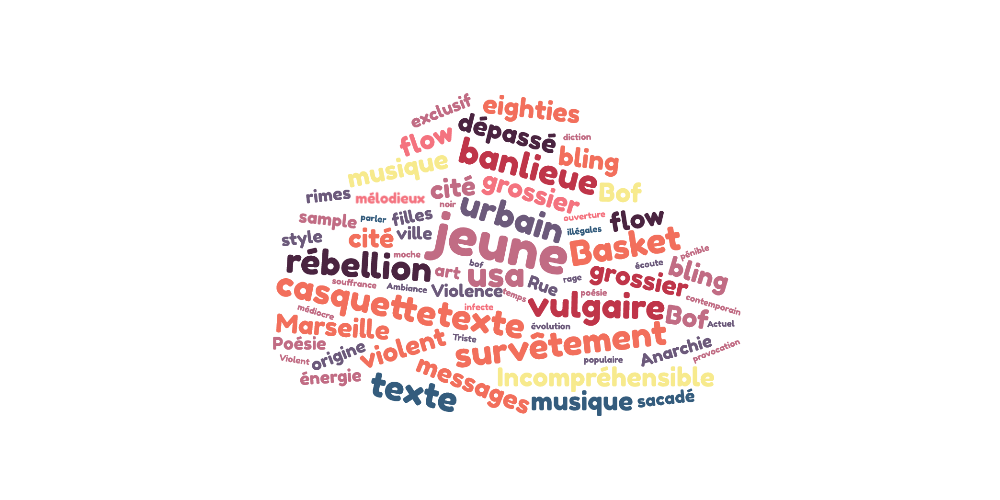 exclusif
eighties
dépassé
diction
flow
banlieue
bling
musique
cité
grossier
Bof
rimes
mélodieux
noir
urbain
ouverture
flow
sample
parler
filles
illégales
style
cité
ville
jeune
Basket
pénible
rébellion
moche
bof
écoute
bling
art
usa
Rue
rage
grossier
souffrance
Ambiance
Violence
temps
poésie
contemporain
casquette
infecte
texte
vulgaire
Bof
Actuel
médiocre
Marseille
évolution
Triste
survêtement
Poésie
origine
violent
Anarchie
provocation
Violent
populaire
énergie
messages
Incompréhensible
texte
musique
sacadé